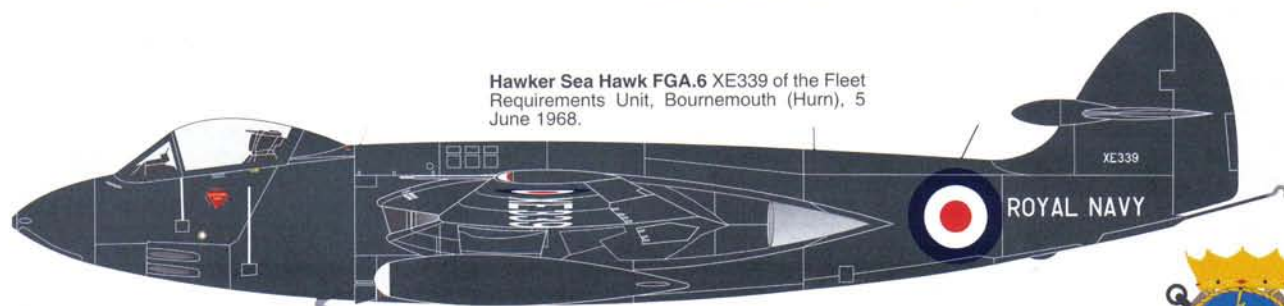 Hawker Sea Hawk FGA.6 XE339 of the Fleet
Requirements Unit, Bournemouth (Hurn), 5
June 1968.
XE339
ROYAL NAVY